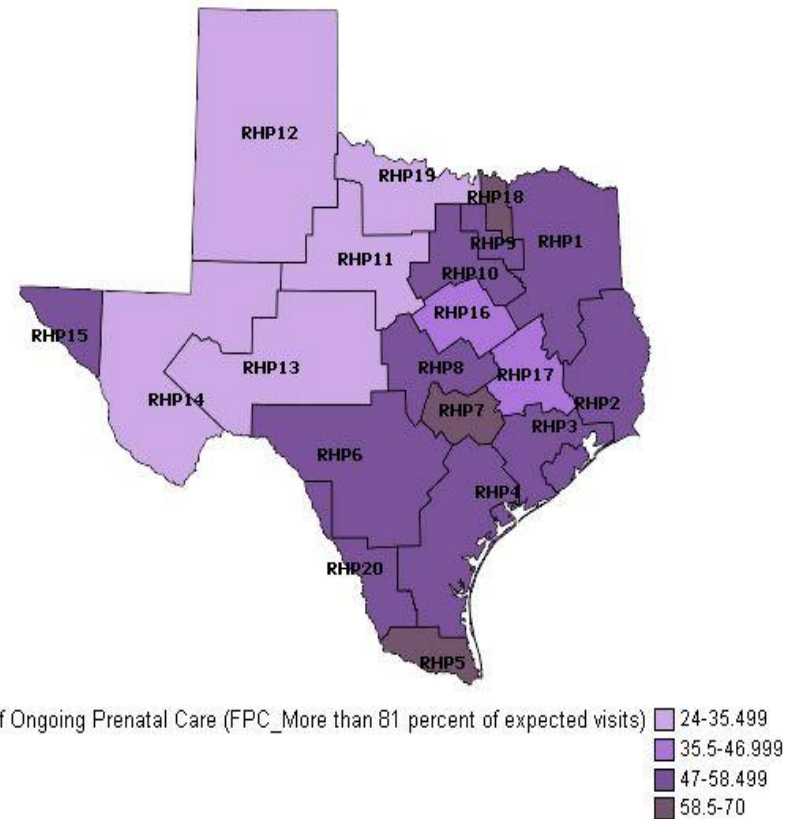 RHP12
RHP19
RHP18
RHP9
RHP1
RHP11
RHP10
RHP16
RHP15
RHP13
RHP8
RHP17
RHP14
RHP7
RHP2
RHP3
RHP6
RHP4
RHP20
RHP5
f Ongoing Prenatal Care (FPC_More than 81 percent of expected visits)
24-35.499
35.5-46.999
47-58.499
58.5-70